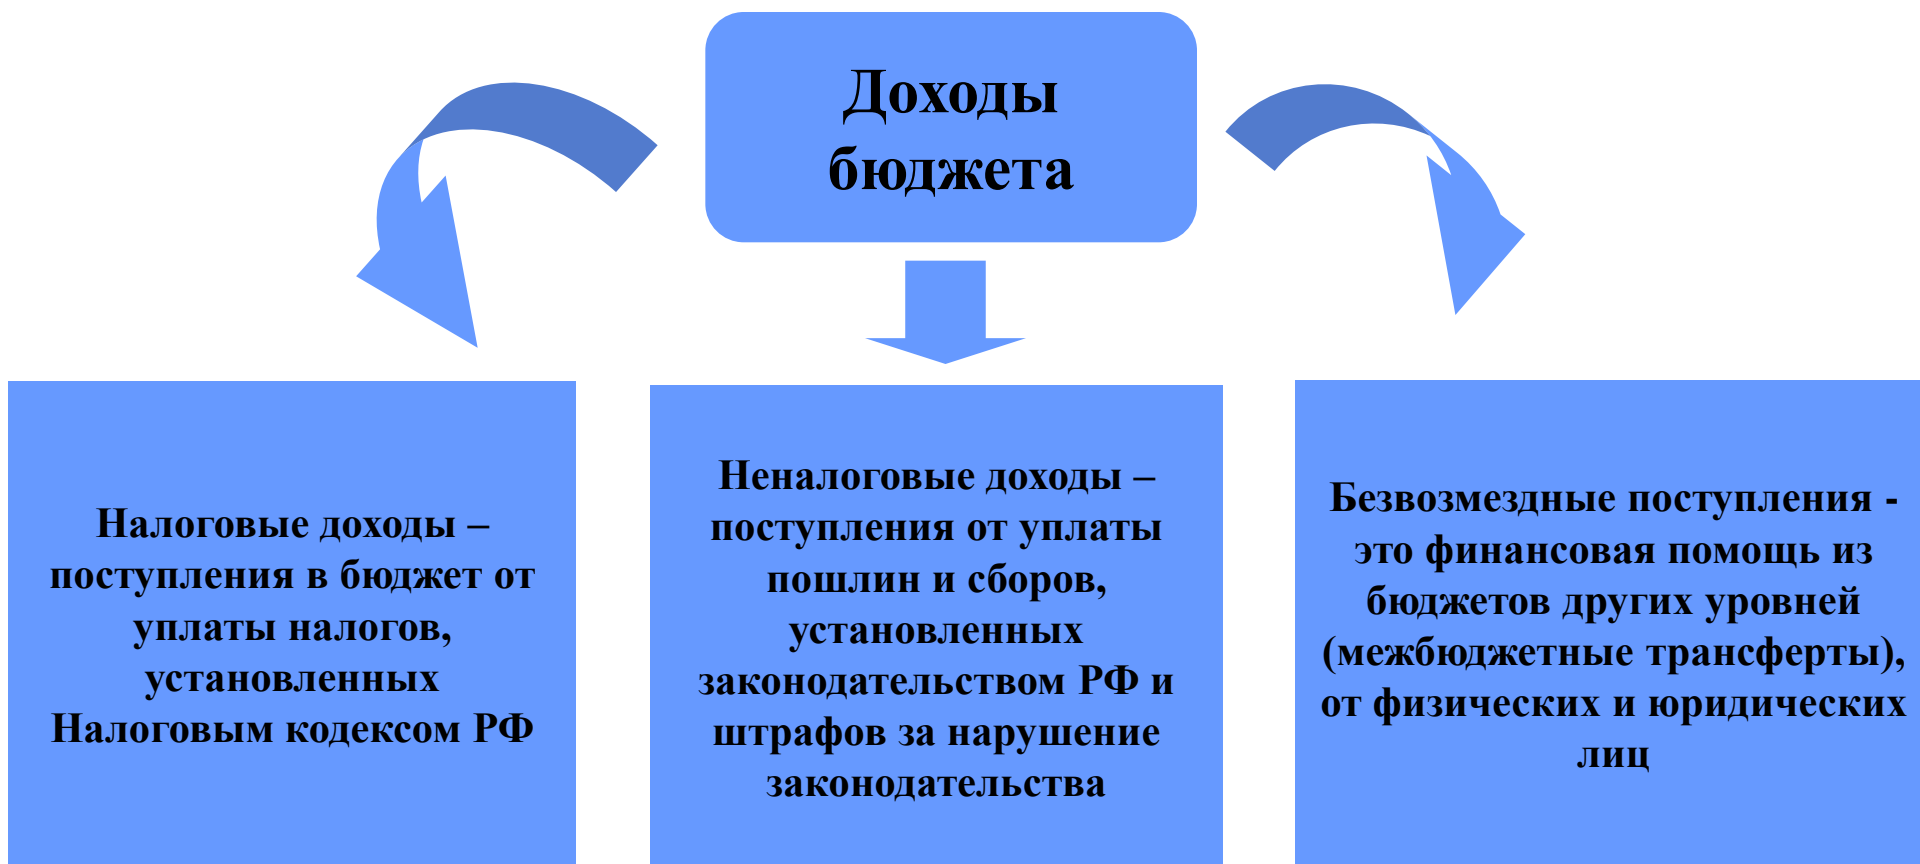 Доходы
бюджета
Налоговые доходы –
поступления в бюджет от
уплаты налогов,
установленных
Налоговым кодексом РФ
Неналоговые доходы –
поступления от уплаты
пошлин и сборов,
установленных
законодательством РФ и
штрафов за нарушение
законодательства
Безвозмездные поступления -
это финансовая помощь из
бюджетов других уровней
(межбюджетные трансферты),
от физических и юридических
лиц